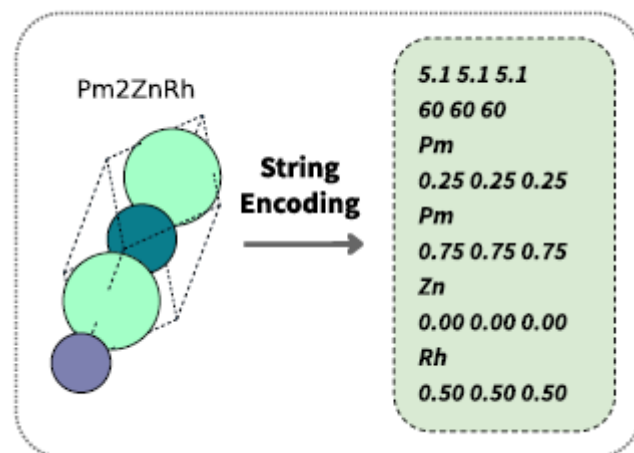 Pm2ZnRh
String
Encoding
5.1 5.1 5.1
60 60 60
Pm
0.25 0.25 0.25
Pm
0.75 0.75 0.75
Zn
0.00 0.00 0.00
Rh
0.50 0.50 0.50